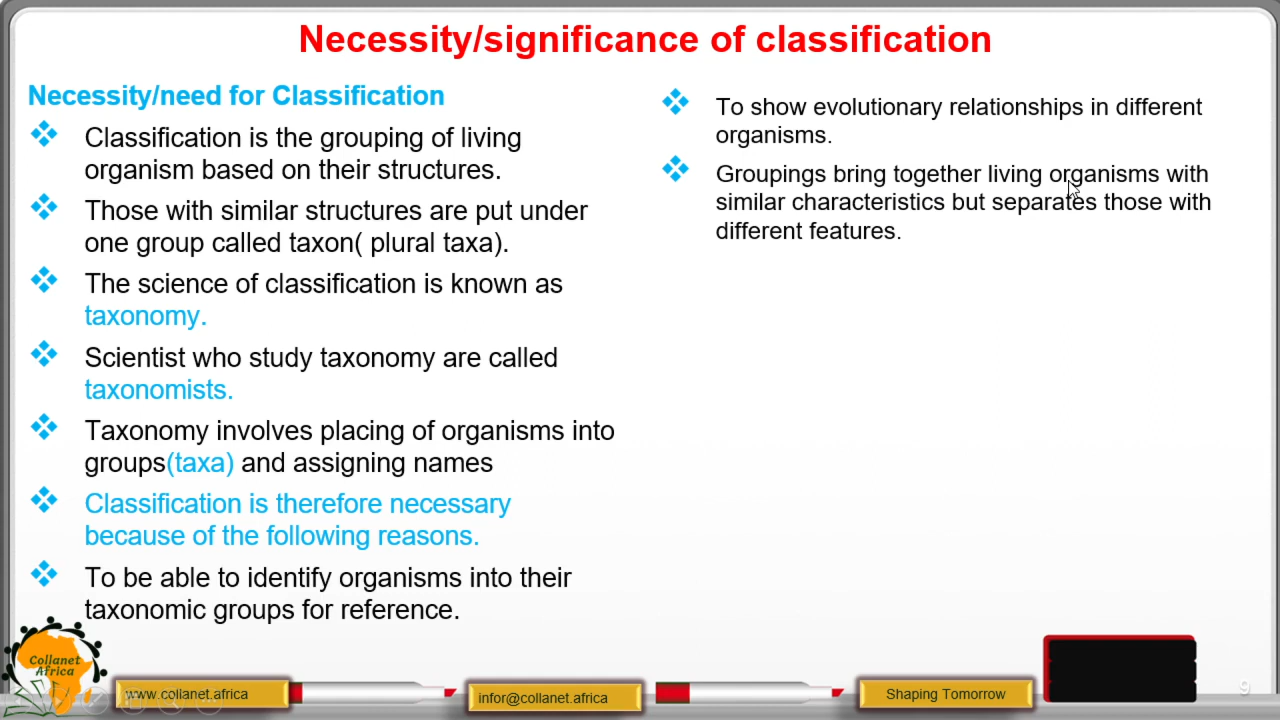 Necessity/significance of classification
Necessity/need for Classification
Classification is the grouping of living
organism based on their structures.
Those with similar structures are put under
one group called taxon( plural taxa).
The science of classification is known as
taxonomy.
Scientist who study taxonomy are called
taxonomists.
Taxonomy involves placing of organisms into
groups(taxa) and assigning names
Classification is therefore necessary
because of the following reasons.
To be able to identify organisms into their
taxonomic groups for reference.
To show evolutionary relationships in different
organisms.
Groupings bring together living organisms with
similar characteristics but separates those with
different features.
Collanet
Africa
www.collanet.africa
infor@collanet.africa
Shaping Tomorrow
9